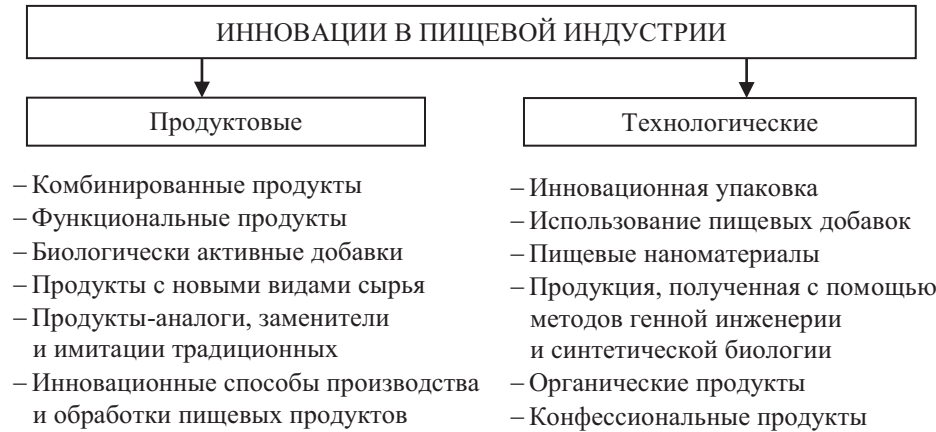 ИННОВАЦИИ В ПИЩЕВОЙ ИНДУСТРИИ
Продуктовые
– Комбинированные продукты
– Функциональные продукты
– Биологически активные добавки
– Продукты с новыми видами сырья
– Продукты-аналоги, заменители
и имитации традиционных
– Инновационные способы производства
и обработки пищевых продуктов
Технологические
– Инновационная упаковка
– Использование пищевых добавок
– Пищевые наноматериалы
– Продукция, полученная с помощью
методов генной инженерии
и синтетической биологии
– Органические продукты
– Конфессиональные продукты